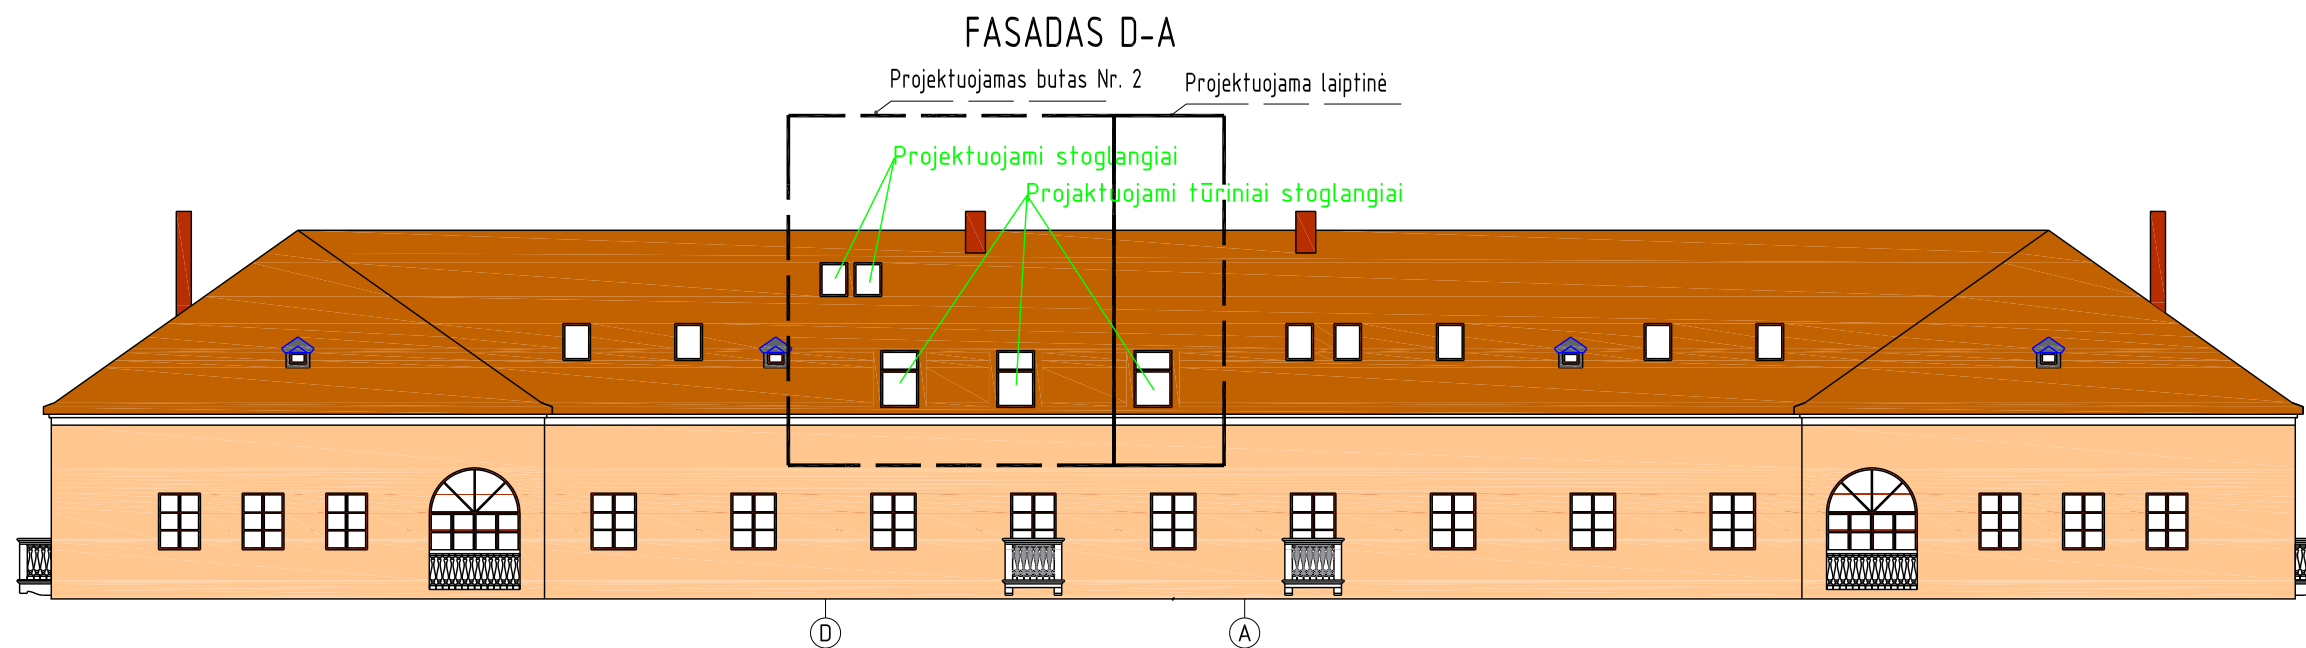 FASADAS D-A
Projektuojamas butas Nr. 2
Projektuojama laiptinė
Projektuojami stoglangiai
Projaktuojami tūriniai stoglangiai
D
A